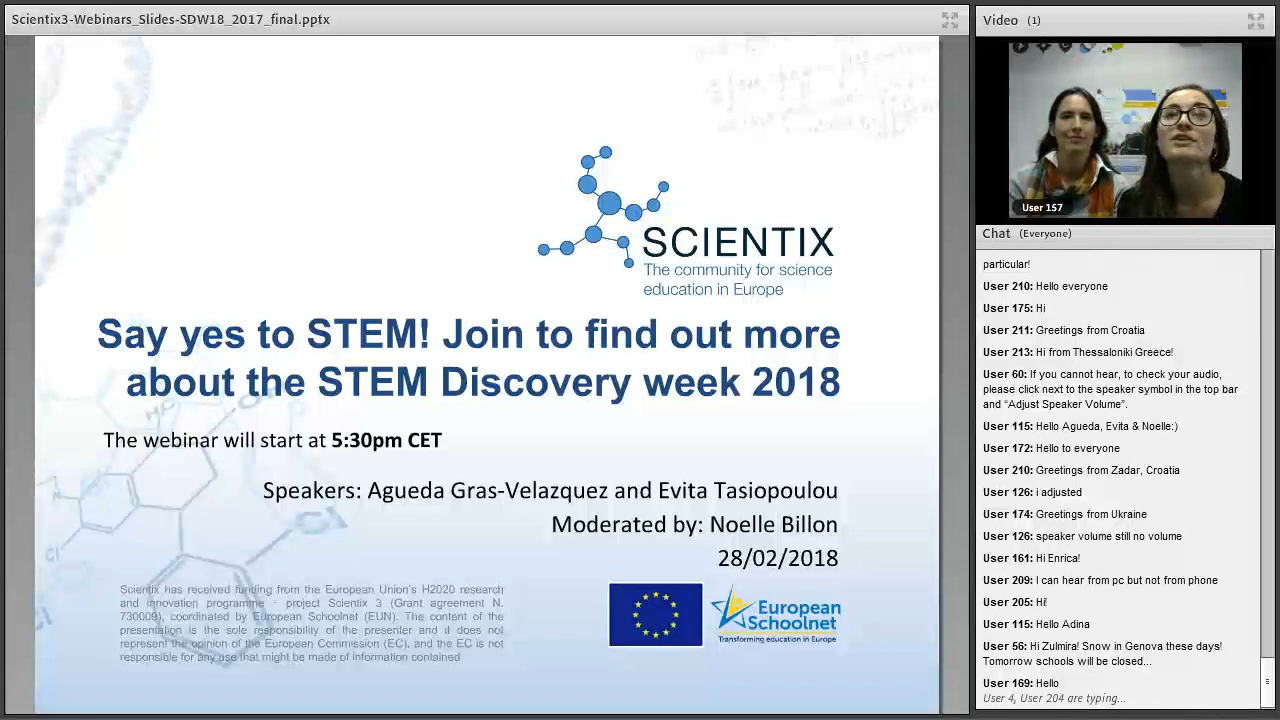 Scientix3-Webinars_Slides-SDW18_2017_final.pptx
SCIENTIX
The community for science
education in Europe
Say yes to STEM! Join to find out more
about the STEM Discovery week 2018
The webinar will start at 5:30pm CET
Speakers: Agueda Gras-Velazquez and Evita Tasiopoulou
Moderated by: Noelle Billon
28/02/2018
Scientix has received funding from the European Union's H2020 research
and innovation programme - project Scientix 3 (Grant agreement N.
730009), coordinated by European Schoolnet (EUN). The content of the
presentation is the sole responsibility of the presenter and it does not
represent the opinion of the European Commission (EC), and the EC is not
responsible for any use that might be made of information contained
European
Schoolnet
Transforming education in Europe
Video (1)
User 157
Chat (Everyone)
particular!
User 210: Hello everyone
User 175: Hi
User 211: Greetings from Croatia
User 213: Hi from Thessaloniki Greece!
User 60: If you cannot hear, to check your audio,
please click next to the speaker symbol in the top bar
and “Adjust Speaker Volume”.
User 115: Hello Agueda, Evita & Noelle:)
User 172: Hello to everyone
User 210: Greetings from Zadar, Croatia
User 126: i adjusted
User 174: Greetings from Ukraine
User 126: speaker volume still no volume
User 161: Hi Enrica!
User 209: I can hear from pc but not from phone
User 205: Hi!
User 115: Hello Adina
User 56: Hi Zulmira! Snow in Genova these days!
Tomorrow schools will be closed...
User 169: Hello
User 4, User 204 are typing...